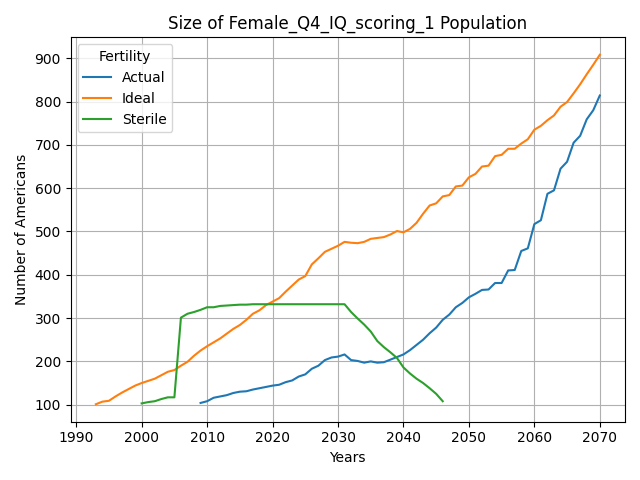 Size of Female_Q4_IQ_scoring_1 Population
Fertility
Actual
Ideal
Sterile
Number of Americans
900
800
700
600
500
400
300
200
100
1990 2000 2010 2020 2030 2040 2050 2060 2070
Years